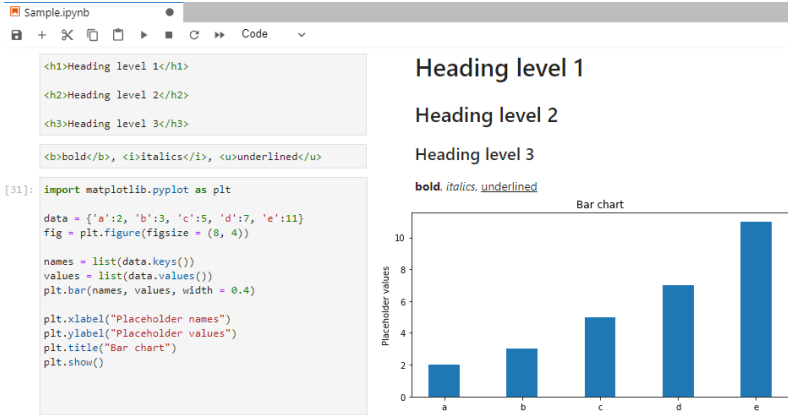 Sample.ipynb
Code
<h1>Heading level 1</h1>
<h2>Heading level 2</h2>
<h3>Heading level 3</h3>
<b>bold</b>, <i>italics</i>, <u>underlined</u>
[31]:
import matplotlib.pyplot as plt
data = {'a':2, 'b':3, 'c':5, 'd':7, 'e':11}
fig = plt.figure(figsize = (8, 4))
names = list(data.keys())
values = list(data.values())
plt.bar(names, values, width = 0.4)
plt.xlabel("Placeholder names")
plt.ylabel("Placeholder values")
plt.title("Bar chart")
plt.show()
Heading level 1
Heading level 2
Heading level 3
bold, italics, underlined
Bar chart
Placeholder values
10
8
6
4
2
0
a b c d e